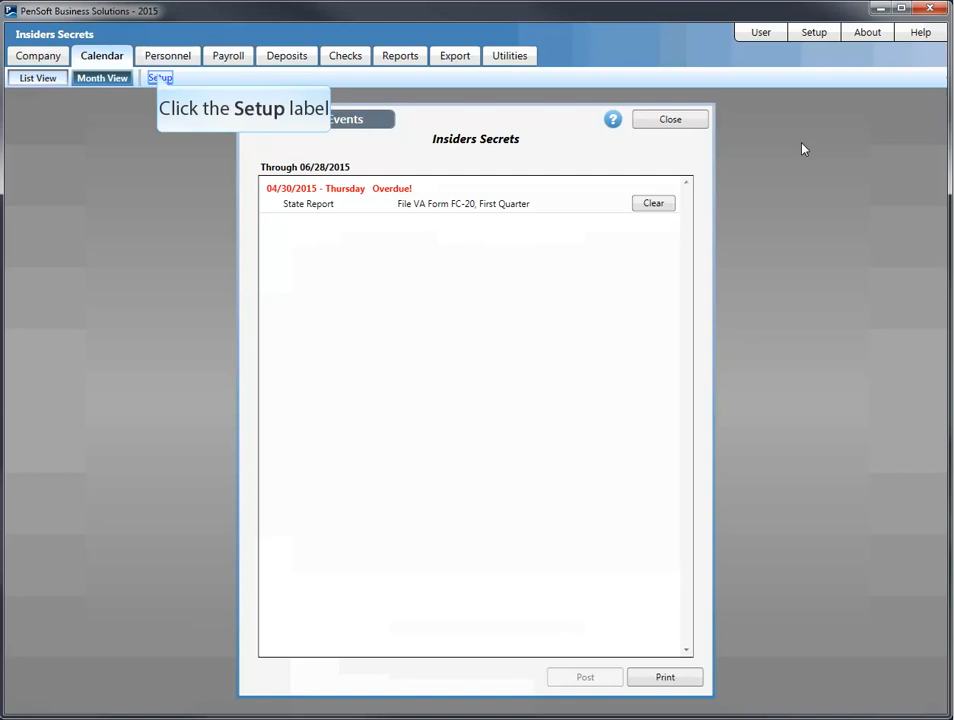 PenSoft Business Solutions - 2015
Insiders Secrets
User Setup About Help
Company Calendar Personnel Payroll Deposits Checks Reports Export Utilities
List View Month View Setup
Click the Setup label
Events
? Close
Insiders Secrets
Through 06/28/2015
04/30/2015 - Thursday Overdue!
State Report File VA Form FC-20, First Quarter Clear
Post Print